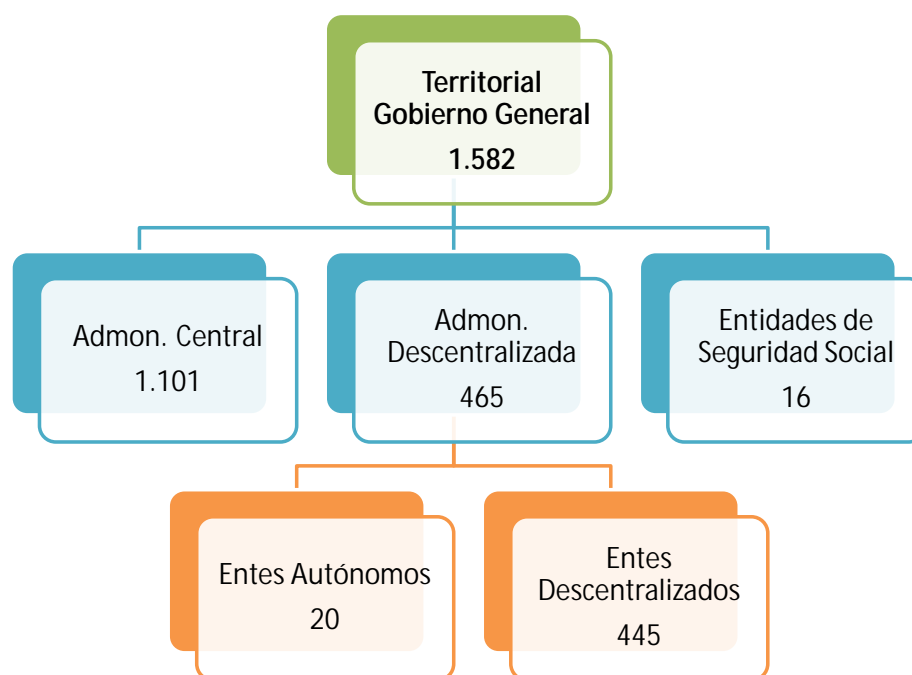 Territorial
Gobierno General
1.582
Admon. Central
1.101
Admon.
Descentralizada
465
Entidades de
Seguridad Social
16
Entes Autónomos
20
Entes
Descentralizados
445